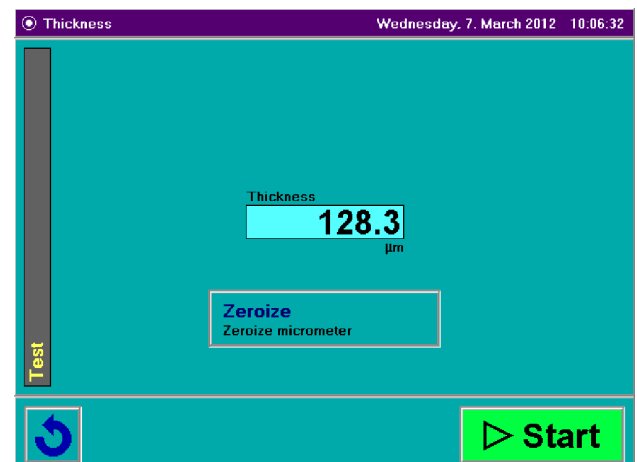 Thickness Wednesday, 7. March 2012 10:06:32
Thickness
128.3
µm
Zeroize
Zeroize micrometer
Test
Start